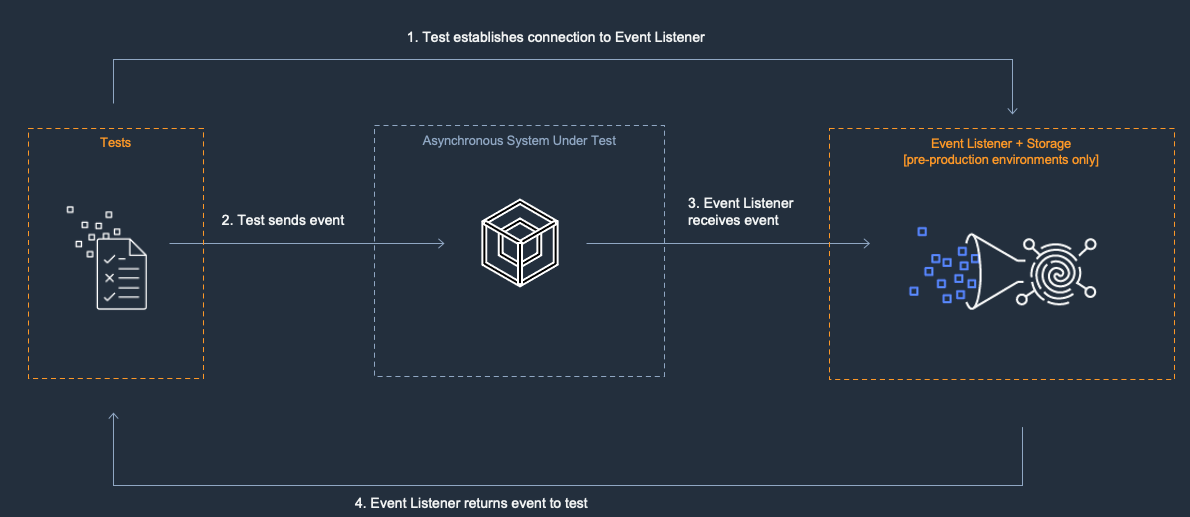 1. Test establishes connection to Event Listener
Tests
Asynchronous System Under Test
Event Listener + Storage
[pre-production environments only]
2. Test sends event
3. Event Listener
receives event
4. Event Listener returns event to test